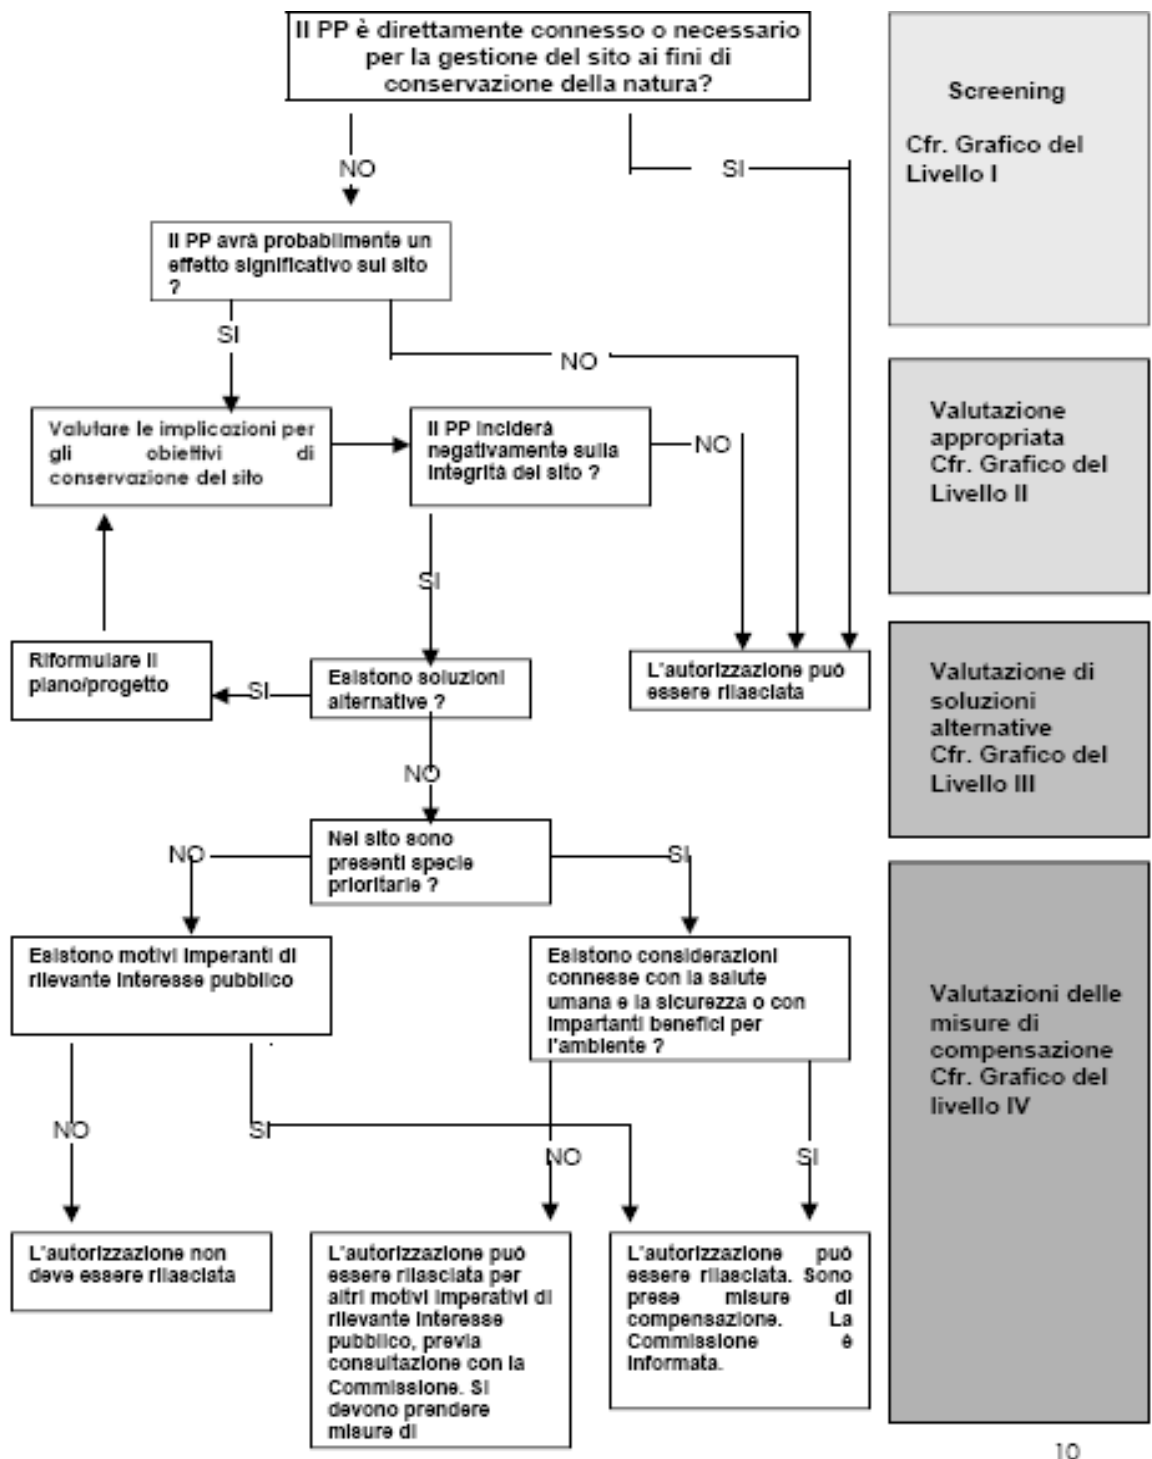 Il PP è direttamente connesso o necessario
per la gestione del sito ai fini di
conservazione della natura?
Screening
Cfr. Grafico del
Livello I
NO
SI
Il PP avrà probabilmente un
effetto significativo sul sito
?
SI
NO
Valutare le implicazioni per
gli obiettivi di
conservazione del sito
Il PP inciderà
negativamente sulla
integrità del sito ?
NO
Valutazione
appropriata
Cfr. Grafico del
Livello II
SI
Riformulare il
piano/progetto
SI
Esistono soluzioni
alternative ?
L'autorizzazione può
essere rilasciata
Valutazione di
soluzioni
alternative
Cfr. Grafico del
Livello III
NO
NO
Nel sito sono
presenti specie
prioritarie ?
SI
Esistono motivi imperanti di
rilevante interesse pubblico
Esistono considerazioni
connesse con la salute
umana e la sicurezza o con
impartanti benefici per
l'ambiente ?
Valutazioni delle
misure di
compensazione
Cfr. Grafico del
livello IV
NO
SI
NO
SI
L'autorizzazione non
deve essere rilasciata
L'autorizzazione può
essere rilasciata per
altri motivi imperativi di
rilevante interesse
pubblico, previa
consultazione con la
Commissione. Si
devono prendere
misure di
L'autorizzazione può
essere rilasciata. Sono
prese misure di
compensazione. La
Commissione è
informata.
10